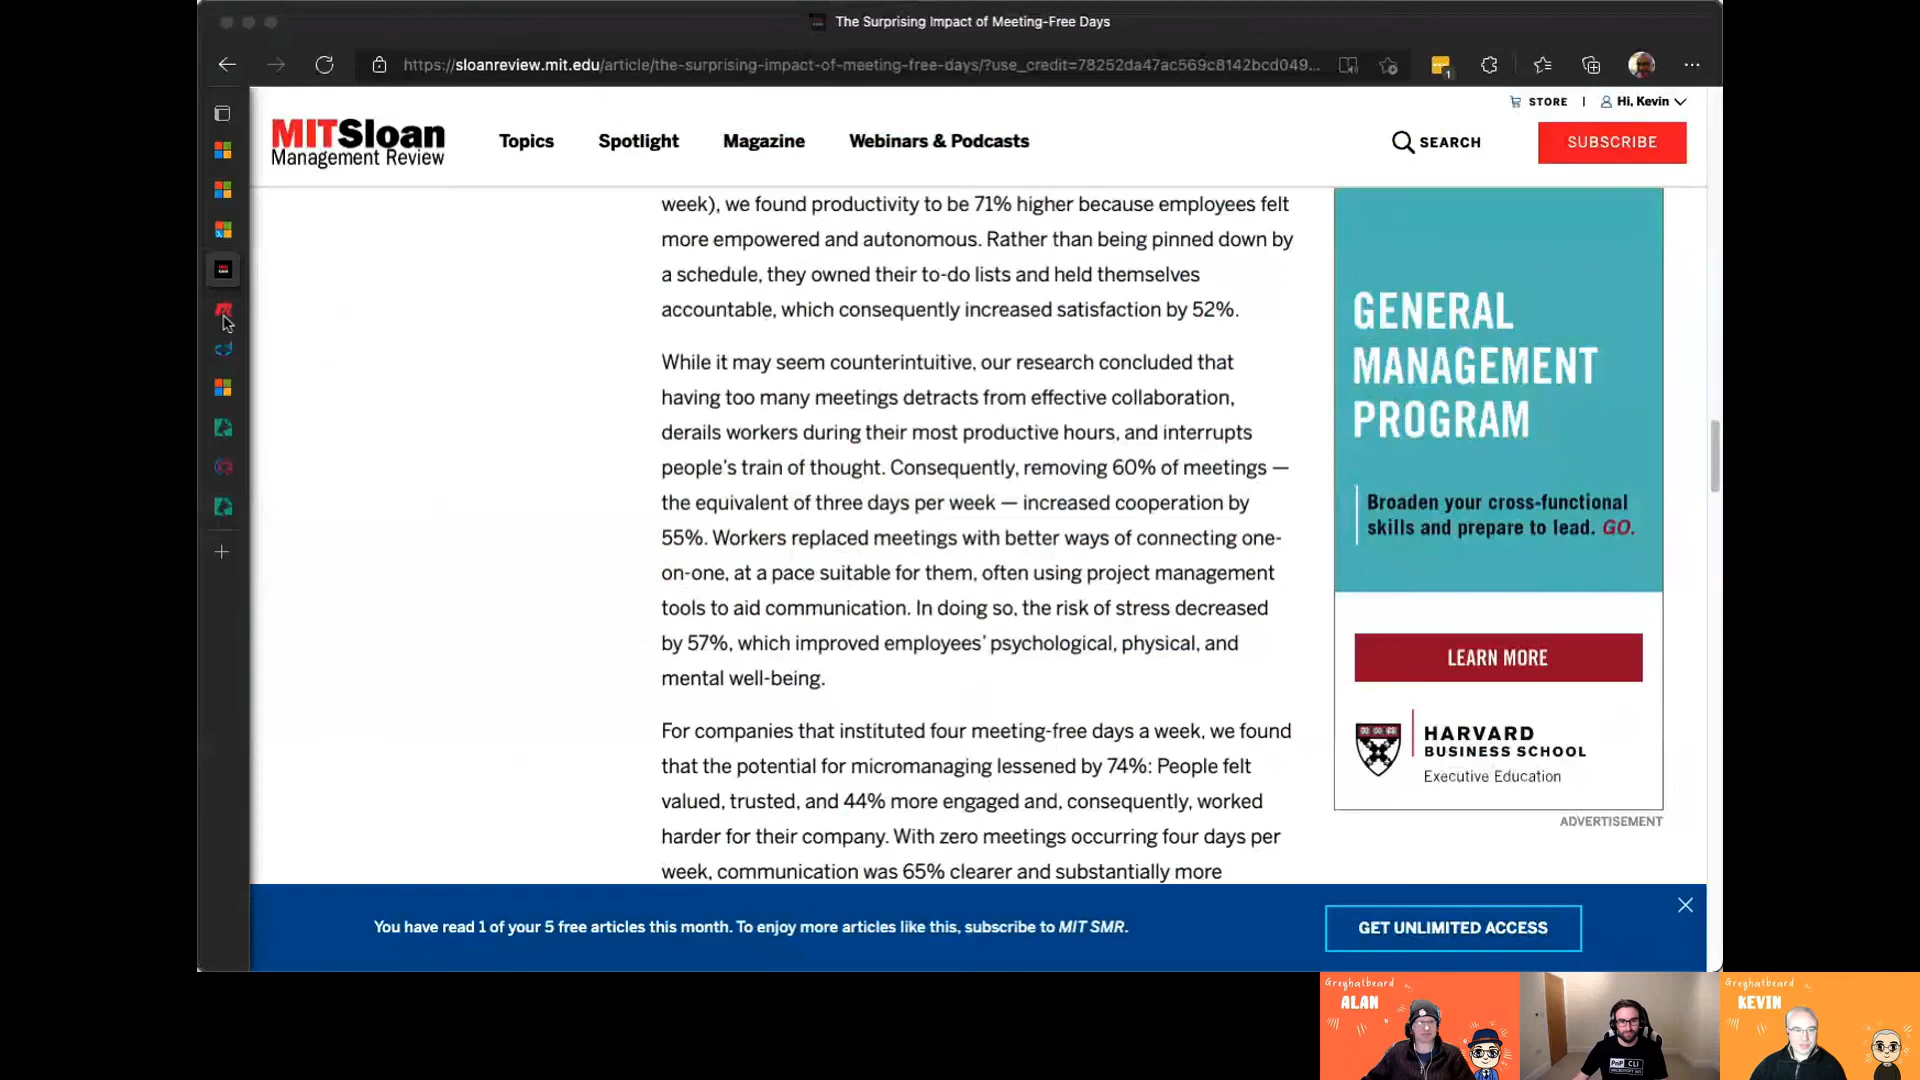 The Surprising Impact of Meeting-Free Days
https://sloanreview.mit.edu/article/the-surprising-impact-of-meeting-free-days/?use_credit=78252da47ac569c8142bcd049...
1
STORE | Hi, Kevin
MITSloan
Management Review
Topics Spotlight Magazine Webinars & Podcasts
SEARCH
SUBSCRIBE
week), we found productivity to be 71% higher because employees felt
more empowered and autonomous. Rather than being pinned down by
a schedule, they owned their to-do lists and held themselves
accountable, which consequently increased satisfaction by 52%.
While it may seem counterintuitive, our research concluded that
having too many meetings detracts from effective collaboration,
derails workers during their most productive hours, and interrupts
people’s train of thought. Consequently, removing 60% of meetings —
the equivalent of three days per week — increased cooperation by
55%. Workers replaced meetings with better ways of connecting one-
on-one, at a pace suitable for them, often using project management
tools to aid communication. In doing so, the risk of stress decreased
by 57%, which improved employees’ psychological, physical, and
mental well-being.
For companies that instituted four meeting-free days a week, we found
that the potential for micromanaging lessened by 74%: People felt
valued, trusted, and 44% more engaged and, consequently, worked
harder for their company. With zero meetings occurring four days per
week, communication was 65% clearer and substantially more
GENERAL
MANAGEMENT
PROGRAM
Broaden your cross-functional
skills and prepare to lead. GO.
LEARN MORE
HARVARD
BUSINESS SCHOOL
Executive Education
ADVERTISEMENT
You have read 1 of your 5 free articles this month. To enjoy more articles like this, subscribe to MIT SMR.
GET UNLIMITED ACCESS
Greyhatbeard
ALAN
PnP CLI
MICROSOFT 365
Greyhatbeard
KEVIN